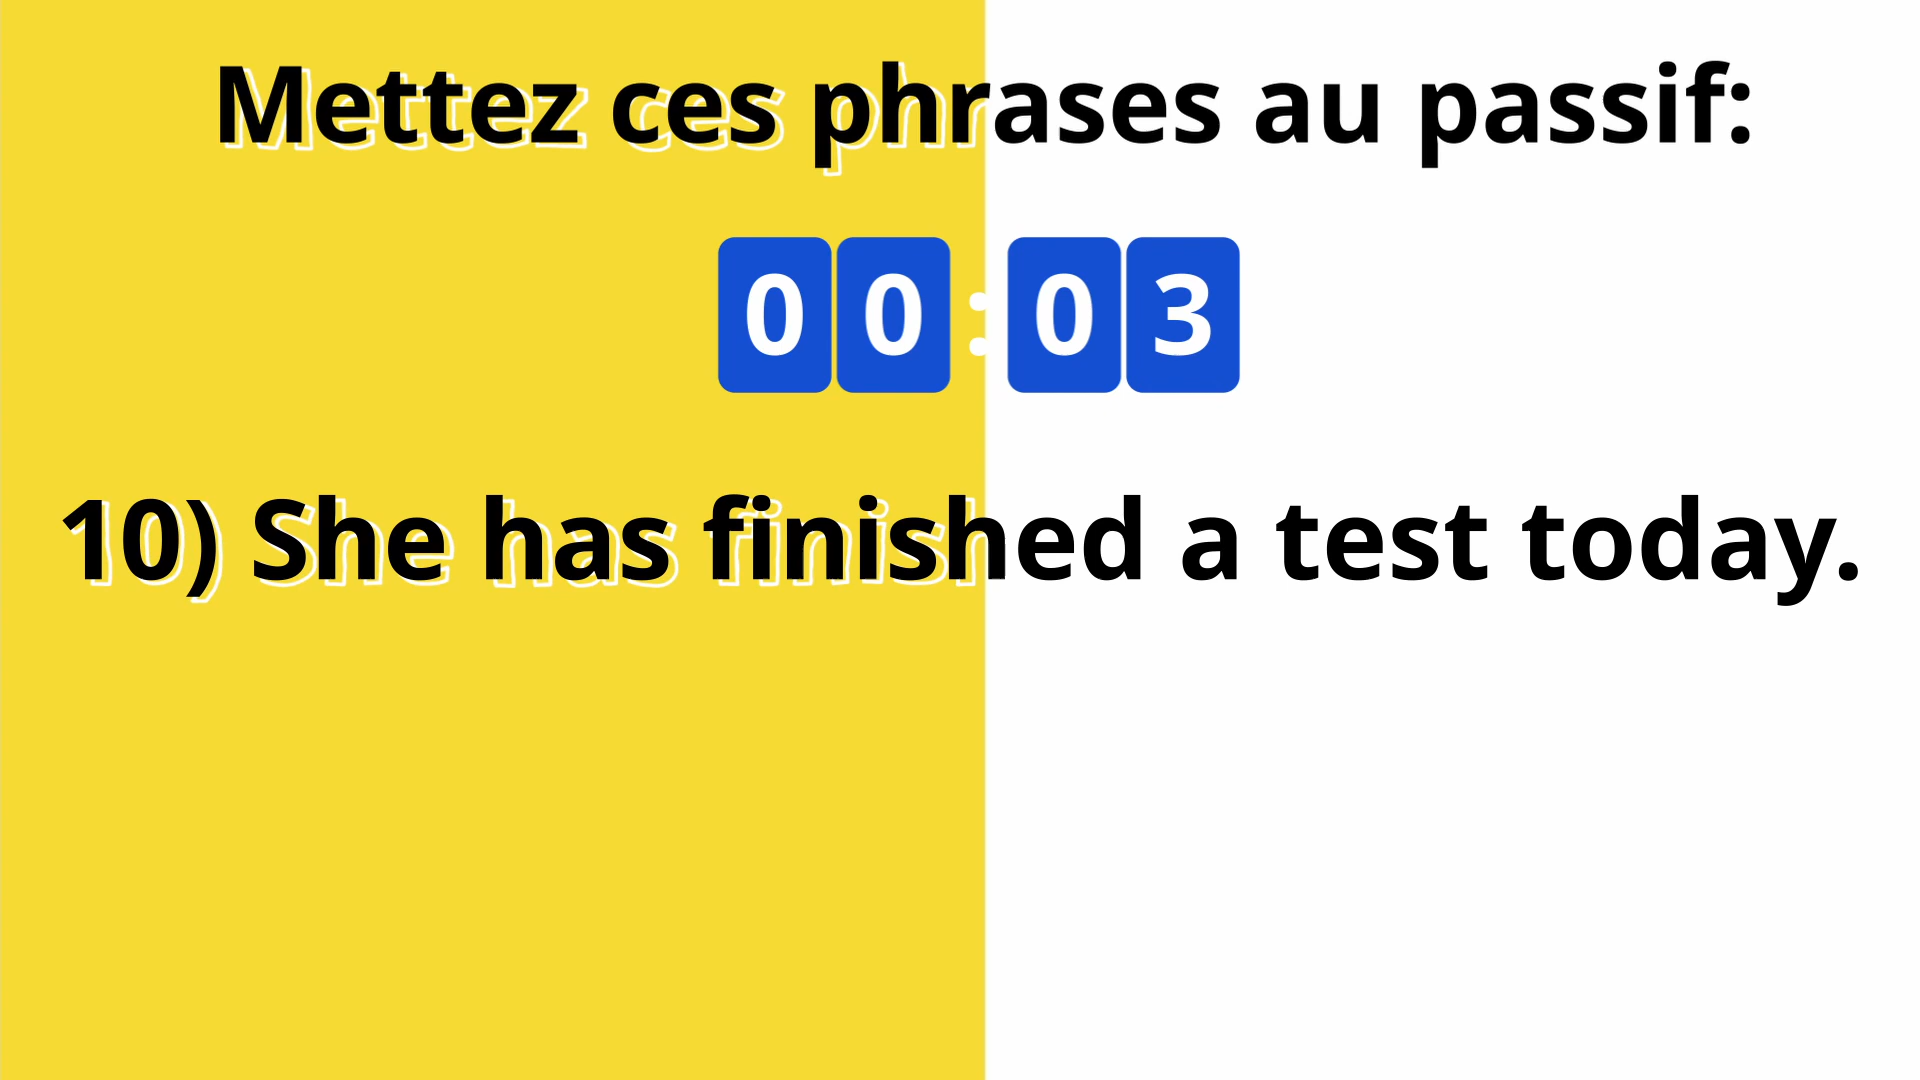 Mettez ces phrases au passif:
00:03
10) She has finished a test today.